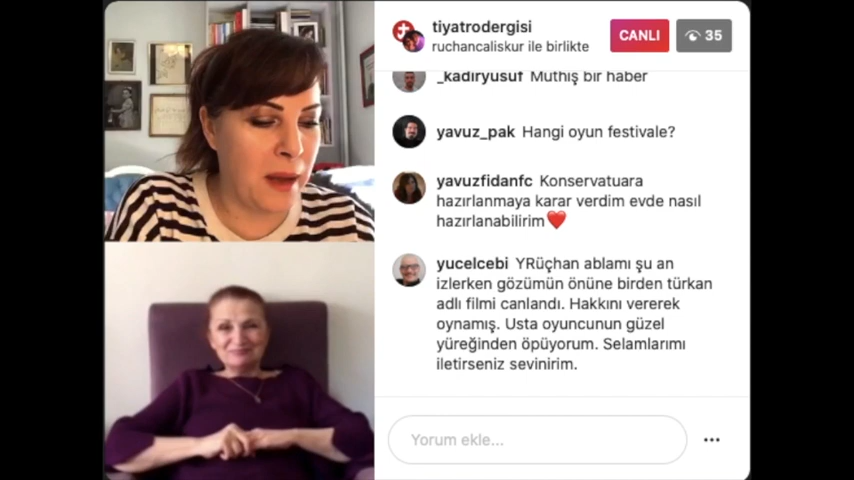 tiyatrodergisi
ruchancaliskur ile birlikte
CANLI
35
_kadiryusuf Müthiş bir haber
yavuz_pak Hangi oyun festivale?
yavuzfidanfc Konservatuara
hazırlanmaya karar verdim evde nasıl
hazırlanabilirim❤️
yucelcebi YRüçhan ablamı şu an
izlerken gözümün önüne birden türkan
adlı filmi canlandı. Hakkını vererek
oynamış. Usta oyuncunun güzel
yüreğinden öpüyorum. Selamlarımı
iletirseniz sevinirim.
Yorum ekle...